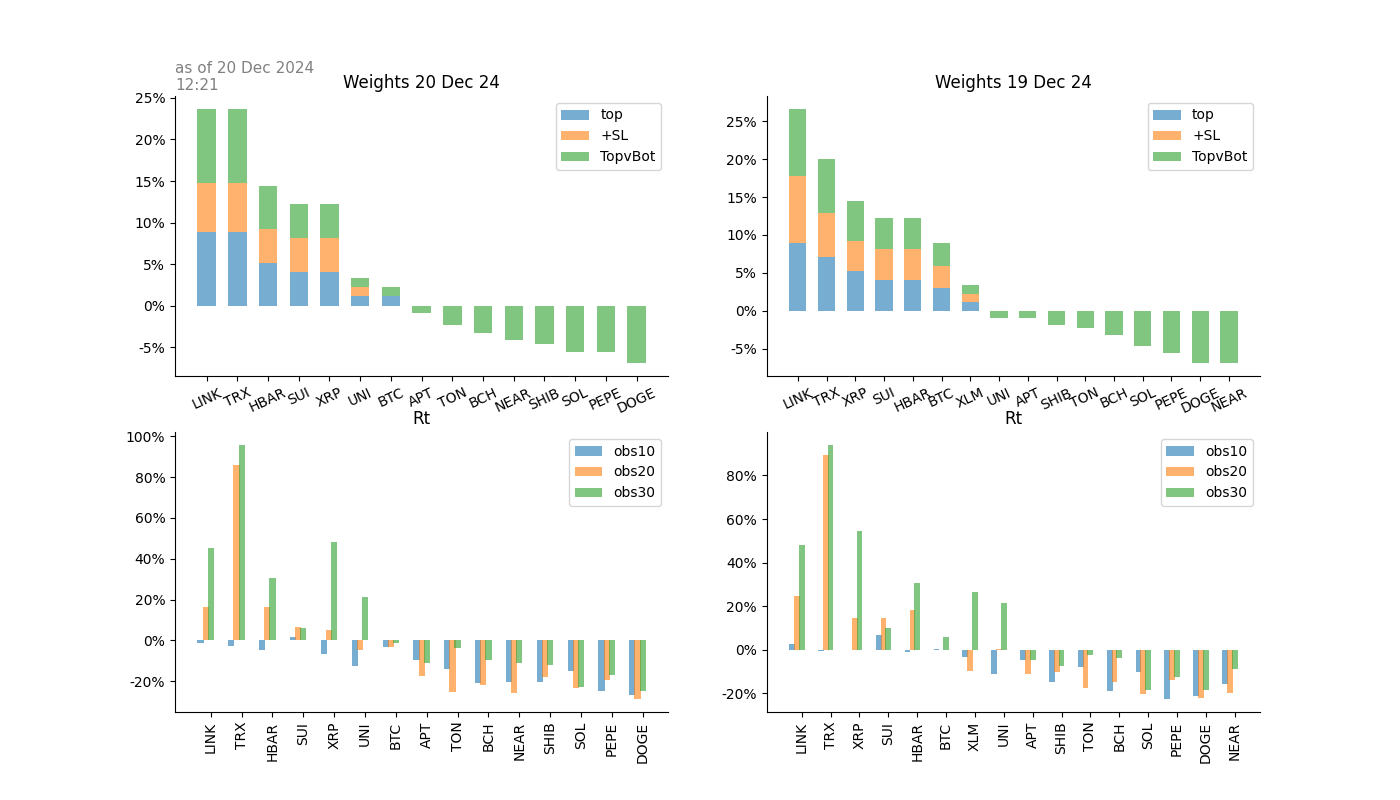 as of 20 Dec 2024
12:21
Weights 20 Dec 24
25%
20%
15%
10%
5%
0%
-5%
top
+SL
TopvBot
LINK TRX HBAR SUI XRP UNI BTC APT TON BCH NEAR SHIB SOL PEPE DOGE
Weights 19 Dec 24
25%
20%
15%
10%
5%
0%
-5%
top
+SL
TopvBot
LINK TRX XRP SUI HBAR BTC XLM UNI APT SHIB TON BCH SOL PEPE DOGE NEAR
Rt
100%
80%
60%
40%
20%
0%
-20%
obs10
obs20
obs30
LINK TRX HBAR SUI XRP UNI BTC APT TON BCH NEAR SHIB SOL PEPE DOGE
Rt
80%
60%
40%
20%
0%
-20%
obs10
obs20
obs30
LINK TRX XRP SUI HBAR BTC XLM UNI APT SHIB TON BCH SOL PEPE DOGE NEAR